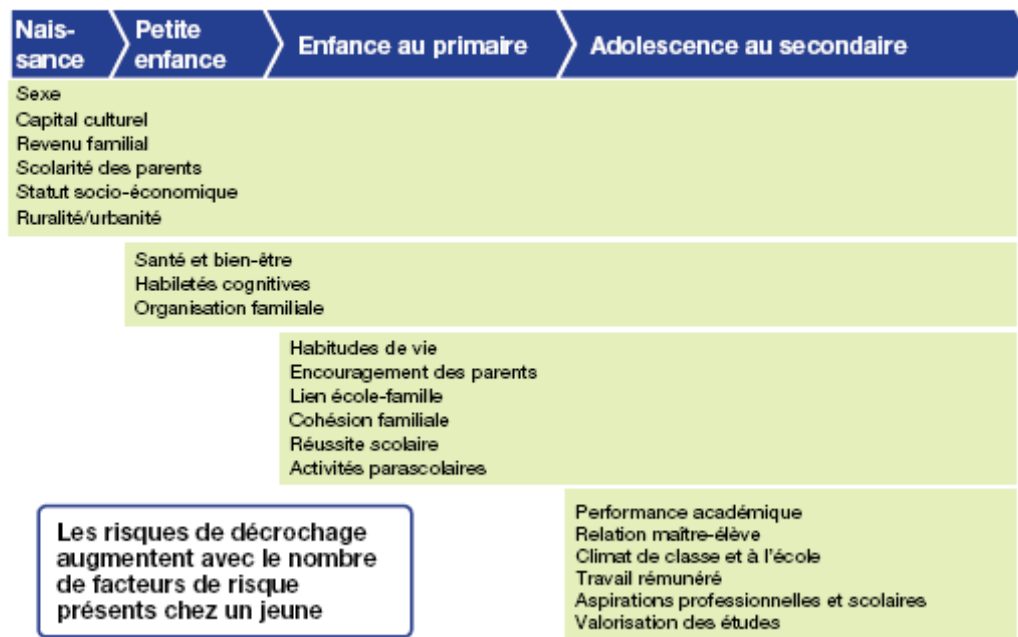 Nais-
sance
Petite
enfance
Enfance au primaire
Adolescence au secondaire
Sexe
Capital culturel
Revenu familial
Scolarité des parents
Statut socio-économique
Ruralité/urbanité
Santé et bien-être
Habiletés cognitives
Organisation familiale
Habitudes de vie
Encouragement des parents
Lien école-famille
Cohésion familiale
Réussite scolaire
Activités parascolaires
Les risques de décrochage
augmentent avec le nombre
de facteurs de risque
présents chez un jeune
Performance académique
Relation maître-élève
Climat de classe et à l'école
Travail rémunéré
Aspirations professionnelles et scolaires
Valorisation des études